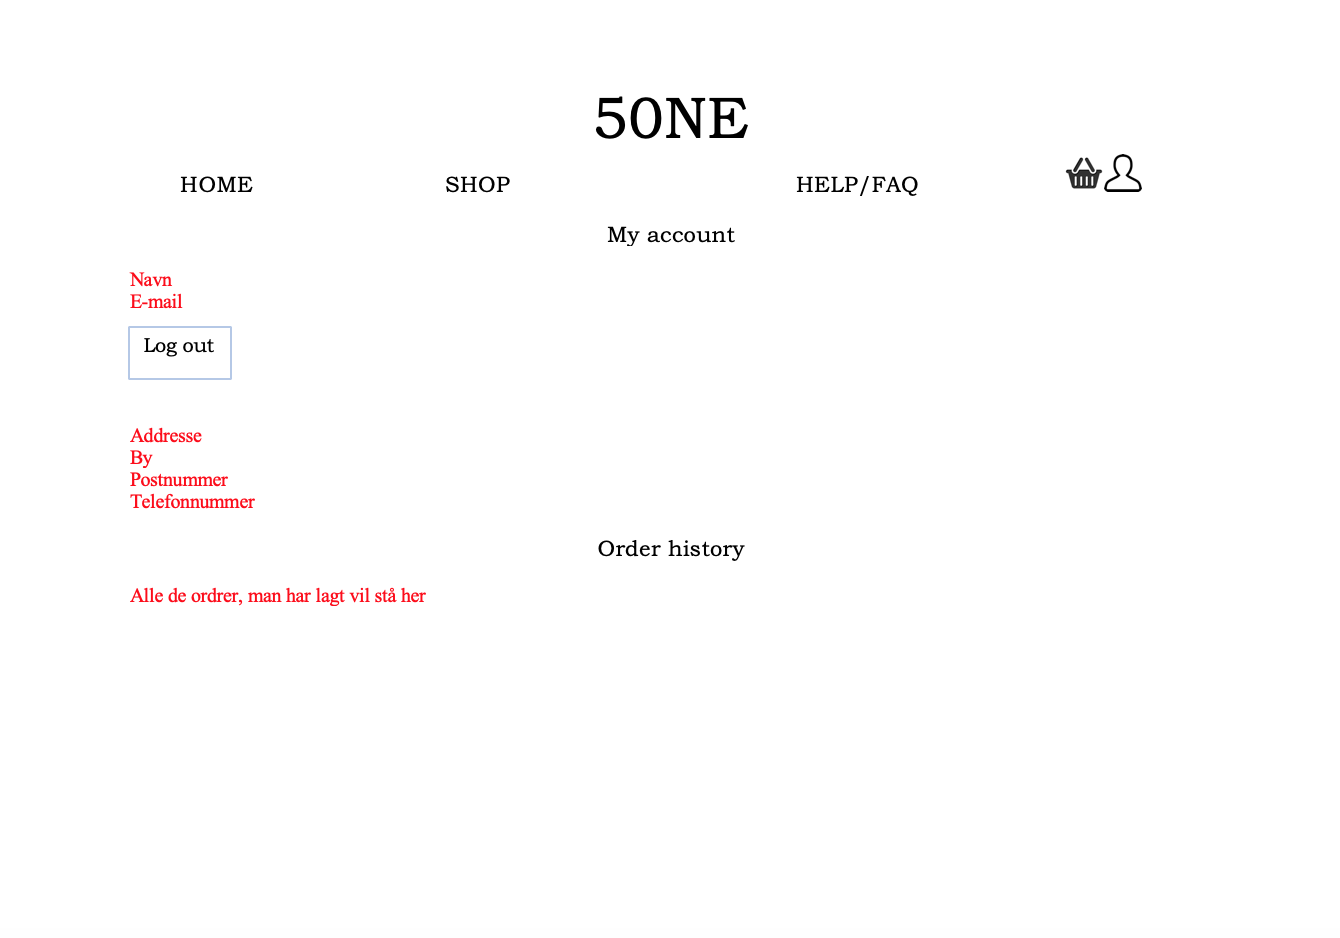 50NE
HOME SHOP HELP/FAQ
My account
Navn
E-mail
Log out
Addresse
By
Postnummer
Telefonnummer
Order history
Alle de ordrer, man har lagt vil stå her